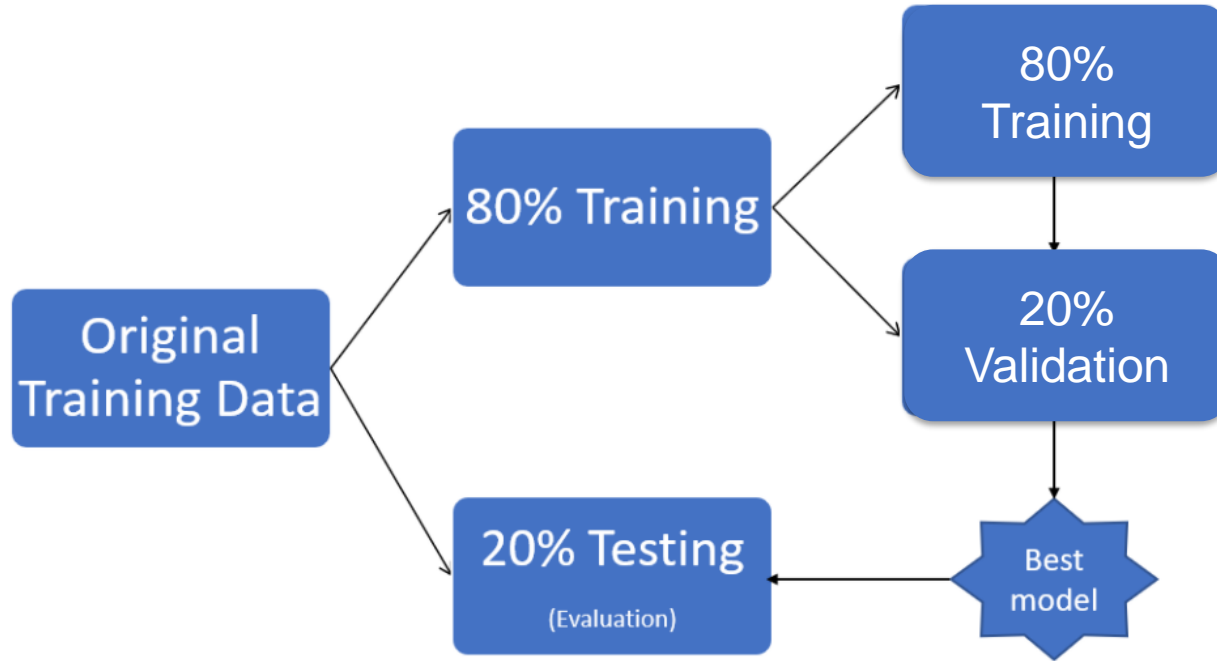 Original
Training Data
80% Training
20% Testing
(Evaluation)
80%
Training
20%
Validation
Best
model